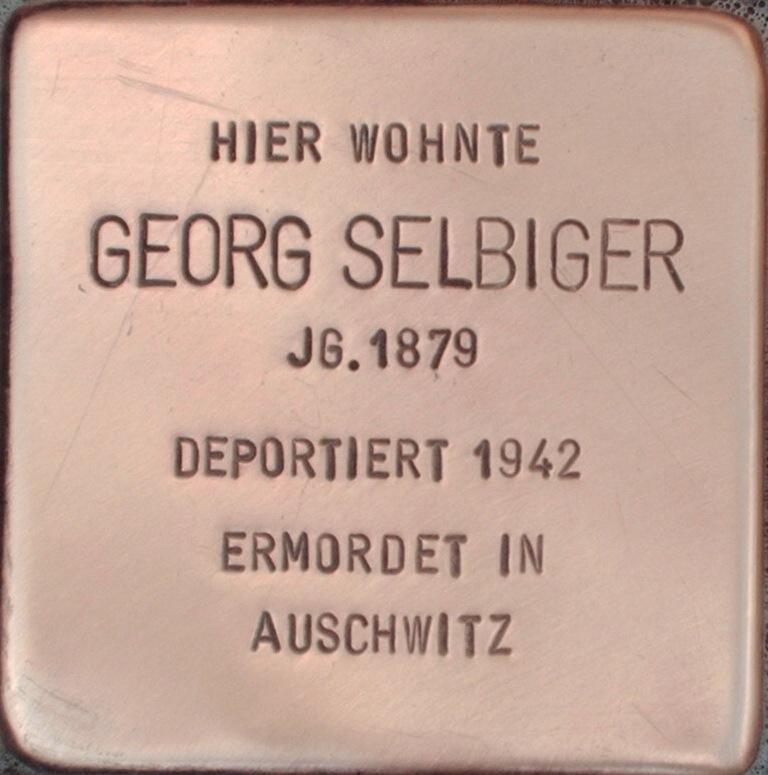 HIER WOHNTE
GEORG SELBIGER
JG.1879
DEPORTIERT 1942
ERMORDET IN
AUSCHWITZ